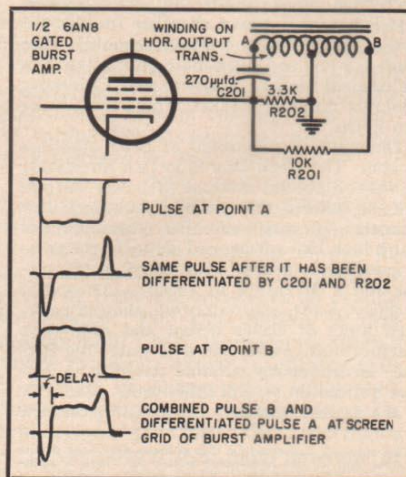 1/2 6AN8
GATED
BURST
AMP.
WINDING ON
HOR. OUTPUT
TRANS.
A
B
270μμfd.
C201
3.3K
R202
10K
R201
PULSE AT POINT A
SAME PULSE AFTER IT HAS BEEN
DIFFERENTIATED BY C201 AND R202
PULSE AT POINT B
DELAY
COMBINED PULSE B AND
DIFFERENTIATED PULSE A AT SCREEN
GRID OF BURST AMPLIFIER